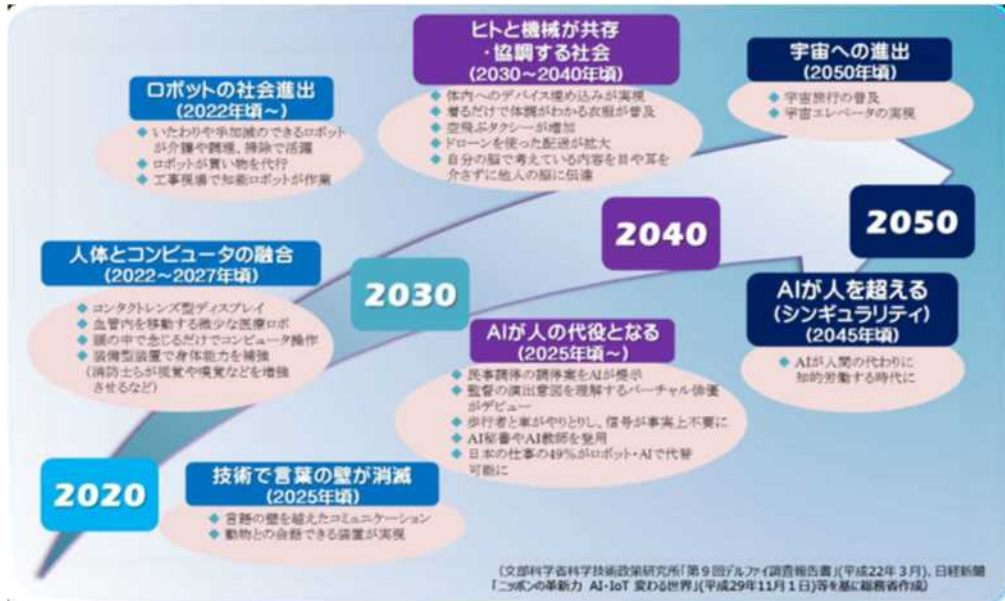 ヒトと機械が共存
・協調する社会
(2030～2040年頃)
◆ 体内へのデバイス埋め込みが実現
◆ 着るだけで体調がわかる衣服が普及
◆ 空飛ぶタクシーが増加
◆ ドローンを使った配送が拡大
◆ 自分の脳で考えている内容を目や耳を
介さずに他人の脳に伝達
宇宙への進出
(2050年頃)
◆ 宇宙旅行の普及
◆ 宇宙エレベータの実現
ロボットの社会進出
(2022年頃～)
◆ いたわりや手加減のできるロボット
が介護や調理、掃除で活躍
◆ ロボットが買い物を代行
◆ 工事現場で知能ロボットが作業
2050
2040
2030
人体とコンピュータの融合
(2022～2027年頃)
◆ コンタクトレンズ型ディスプレイ
◆ 血管内を移動する微少な医療ロボ
◆ 頭の中で念じるだけでコンピュータ操作
◆ 装備型装置で身体能力を補強
(消防士らが視覚や嗅覚などを増強
させるなど)
AIが人を超える
(シンギュラリティ)
(2045年頃)
◆ AIが人間の代わりに
知的労働する時代に
AIが人の代役となる
(2025年頃～)
◆ 民事調停の調停案をAIが提示
◆ 監督の演出意図を理解するバーチャル俳優
がデビュー
◆ 歩行者と車がやりとりし、信号が事実上不要に
◆ AI秘書やAI教師を登用
◆ 日本の仕事の49％がロボット・AIで代替
可能に
2020
技術で言葉の壁が消滅
(2025年頃)
◆ 言語の壁を越えたコミュニケーション
◆ 動物との会話できる装置が実現
(文部科学省科学技術政策研究所「第９回デルファイ調査報告書」(平成22年３月)、日経新聞
「ニッポンの革新力 AI・IoT 変わる世界」(平成29年11月１日)等を基に総務省作成)